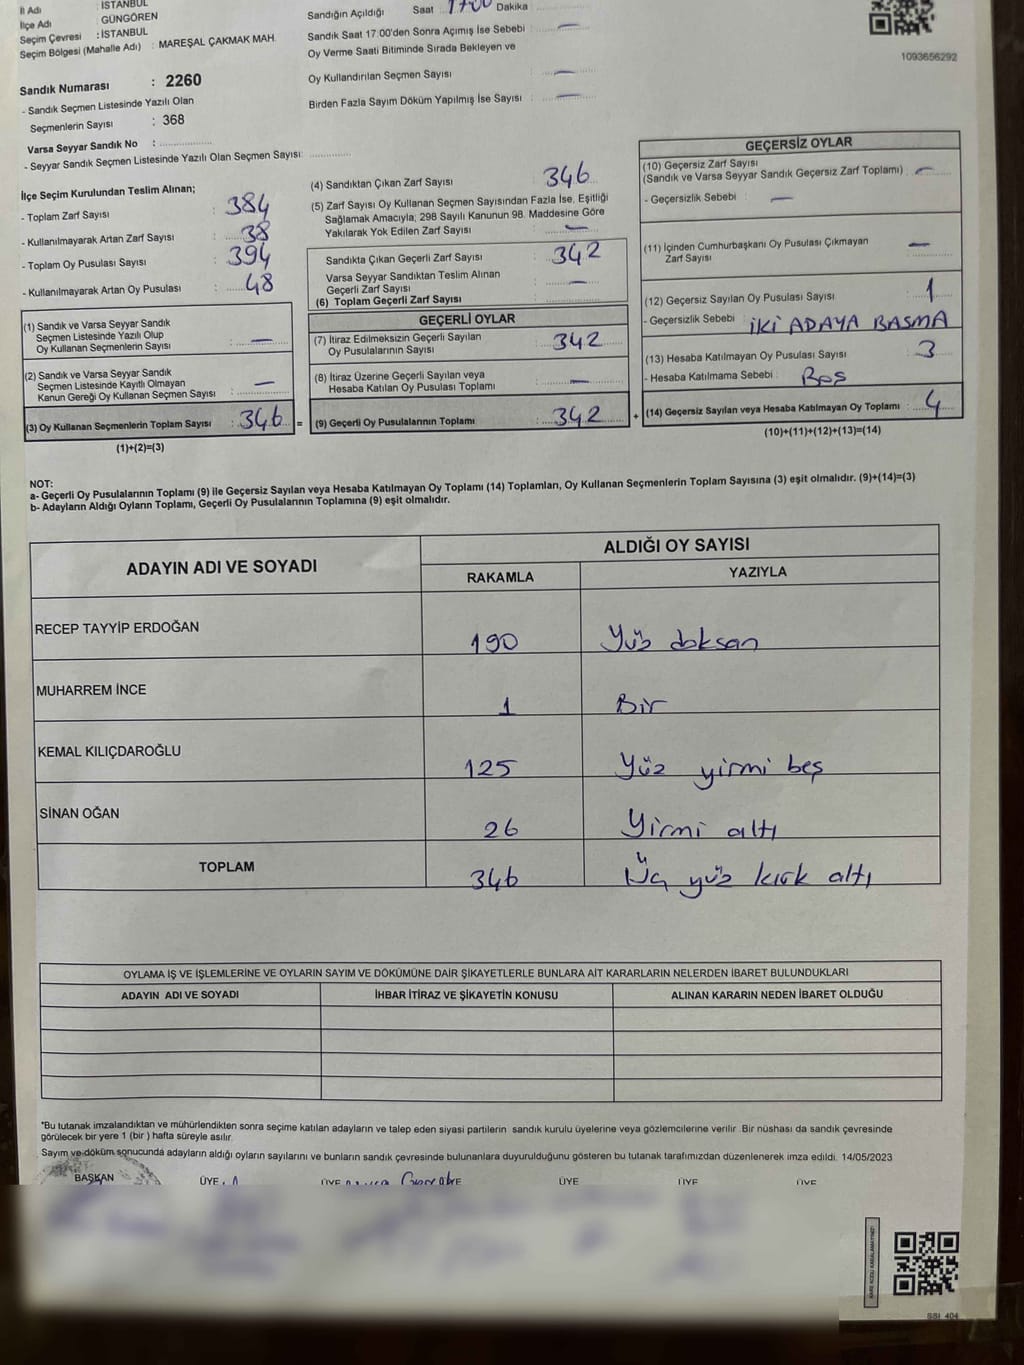 İl Adı : İSTANBUL
İlçe Adı GÜNGÖREN
Seçim Çevresi : İSTANBUL
Seçim Bölgesi (Mahalle Adı) : MAREŞAL ÇAKMAK MAH.
Sandık Numarası : 2260
- Sandık Seçmen Listesinde Yazılı Olan
Seçmenlerin Sayısı : 368
Varsa Seyyar Sandık No :
- Seyyar Sandık Seçmen Listesinde Yazılı Olan Seçmen Sayısı:
Sandığın Açıldığı Saat 17:00 Dakika
Sandık Saat 17:00'den Sonra Açımış İse Sebebi : —
Oy Verme Saati Bitiminde Sırada Bekleyen ve
Oy Kullandırılan Seçmen Sayısı : —
Birden Fazla Sayım Döküm Yapılmış İse Sayısı : —
1093656292
İlçe Seçim Kurulundan Teslim Alınan;
- Toplam Zarf Sayısı : 384
- Kullanılmayarak Artan Zarf Sayısı : 38
- Toplam Oy Pusulası Sayısı : 394
- Kullanılmayarak Artan Oy Pusulası : 48
(1) Sandık ve Varsa Seyyar Sandık
Seçmen Listesinde Yazılı Olup
Oy Kullanan Seçmenlerin Sayısı : —
(2) Sandık ve Varsa Seyyar Sandık
Seçmen Listesinde Kayıtlı Olmayan
Kanun Gereği Oy Kullanan Seçmen Sayısı : —
(3) Oy Kullanan Seçmenlerin Toplam Sayısı : 346 =
(1)+(2)=(3)
(4) Sandıktan Çıkan Zarf Sayısı 346
(5) Zarf Sayısı Oy Kullanan Seçmen Sayısından Fazla İse, Eşitliği
Sağlamak Amacıyla; 298 Sayılı Kanunun 98. Maddesine Göre
Yakılarak Yok Edilen Zarf Sayısı —
Sandıkta Çıkan Geçerli Zarf Sayısı : 342
Varsa Seyyar Sandıktan Teslim Alınan
Geçerli Zarf Sayısı : —
(6) Toplam Geçerli Zarf Sayısı :
GEÇERLİ OYLAR
(7) İtiraz Edilmeksizin Geçerli Sayılan
Oy Pusulalarının Sayısı : 342
(8) İtiraz Üzerine Geçerli Sayılan veya
Hesaba Katılan Oy Pusulası Toplamı : —
(9) Geçerli Oy Pusulalarının Toplamı : 342 +
GEÇERSİZ OYLAR
(10) Geçersiz Zarf Sayısı
(Sandık ve Varsa Seyyar Sandık Geçersiz Zarf Toplamı) : —
- Geçersizlik Sebebi : —
(11) İçinden Cumhurbaşkanı Oy Pusulası Çıkmayan
Zarf Sayısı : —
(12) Geçersiz Sayılan Oy Pusulası Sayısı : 1
- Geçersizlik Sebebi : İKİ ADAYA BASMA
(13) Hesaba Katılmayan Oy Pusulası Sayısı : 3
- Hesaba Katılmama Sebebi : Boş
(14) Geçersiz Sayılan veya Hesaba Katılmayan Oy Toplamı : 4
(10)+(11)+(12)+(13)=(14)
NOT:
a- Geçerli Oy Pusulalarının Toplamı (9) ile Geçersiz Sayılan veya Hesaba Katılmayan Oy Toplamı (14) Toplamları, Oy Kullanan Seçmenlerin Toplam Sayısına (3) eşit olmalıdır. (9)+(14)=(3)
b- Adayların Aldığı Oyların Toplamı, Geçerli Oy Pusulalarının Toplamına (9) eşit olmalıdır.
ADAYIN ADI VE SOYADI ALDIĞI OY SAYISI
RAKAMLA YAZIYLA
RECEP TAYYİP ERDOĞAN 190 Yüz doksan
MUHARREM İNCE 1 Bir
KEMAL KILIÇDAROĞLU 125 Yüz yirmi beş
SİNAN OĞAN 26 Yirmi altı
TOPLAM 346 Üç yüz kırk altı
OYLAMA İŞ VE İŞLEMLERİNE VE OYLARIN SAYIM VE DÖKÜMÜNE DAİR ŞİKAYETLERLE BUNLARA AİT KARARLARIN NELERDEN İBARET BULUNDUKLARI
ADAYIN ADI VE SOYADI İHBAR İTİRAZ VE ŞİKAYETİN KONUSU ALINAN KARARIN NEDEN İBARET OLDUĞU
"Bu tutanak imzalandıktan ve mühürlendikten sonra seçime katılan adayların ve talep eden siyasi partilerin sandık kurulu üyelerine veya gözlemcilerine verilir. Bir nüshası da sandık çevresinde
görülecek bir yere 1 (bir ) hafta süreyle asılır.
Sayım ve döküm sonucunda adayların aldığı oyların sayılarını ve bunların sandık çevresinde bulunanlara duyurulduğunu gösteren bu tutanak tarafımızdan düzenlenerek imza edildi. 14/05/2023
BAŞKAN ÜYE ÜYE ÜYE ÜYE ÜYE
SSI 404